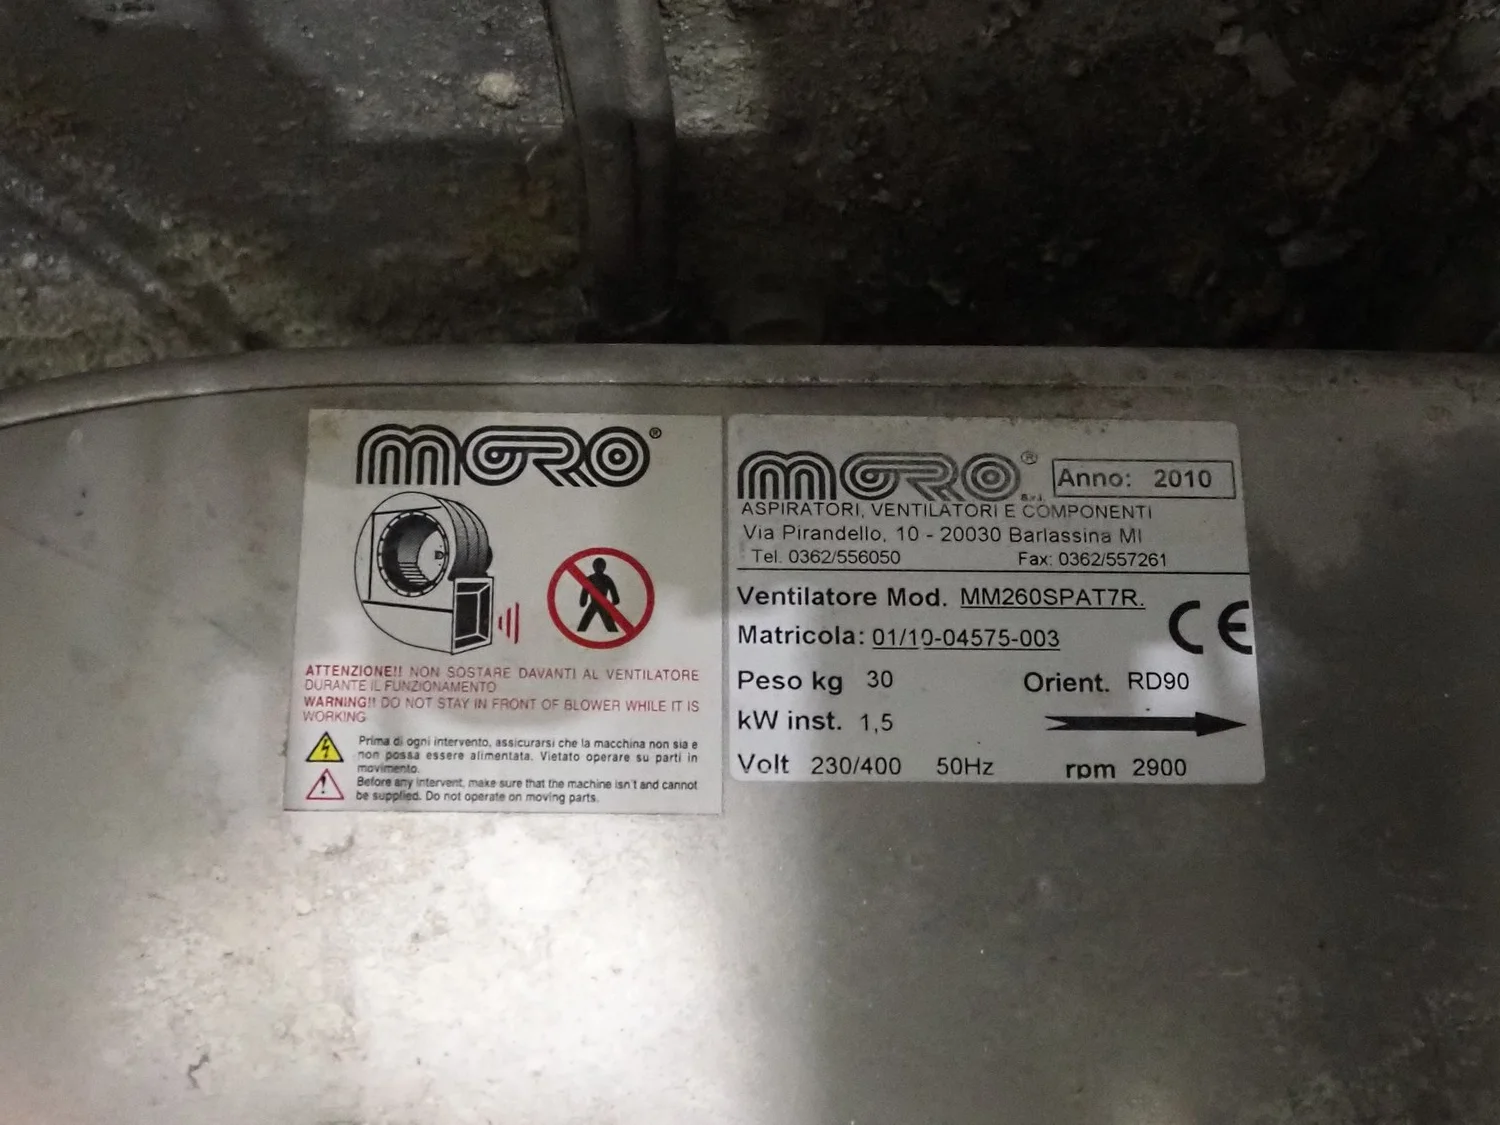 MORO®
ATTENZIONE!! NON SOSTARE DAVANTI AL VENTILATORE
DURANTE IL FUNZIONAMENTO
WARNING!! DO NOT STAY IN FRONT OF BLOWER WHILE IT IS
WORKING
Prima di ogni intervento, assicurarsi che la macchina non sia e
non possa essere alimentata. Vietato operare su parti in
movimento.
Before any intervent, make sure that the machine isn't and cannot
be supplied. Do not operate on moving parts.
MORO® s.r.l. Anno: 2010
ASPIRATORI, VENTILATORI E COMPONENTI
Via Pirandello, 10 - 20030 Barlassina MI
Tel. 0362/556050 Fax: 0362/557261
Ventilatore Mod. MM260SPAT7R.
Matricola: 01/10-04575-003 CE
Peso kg 30 Orient. RD90
kW inst. 1,5
Volt 230/400 50Hz rpm 2900